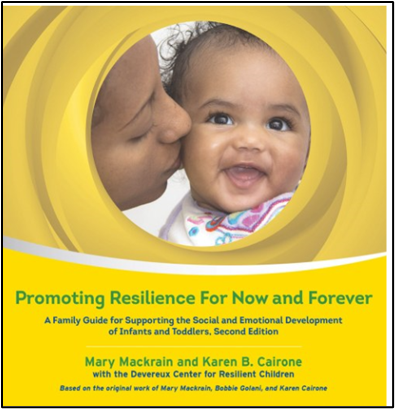 Promoting Resilience For Now and Forever
A Family Guide for Supporting the Social and Emotional Development
of Infants and Toddlers, Second Edition
Mary Mackrain and Karen B. Cairone
with the Devereux Center for Resilient Children
Based on the original work of Mary Mackrain, Bobbie Golani, and Karen Cairone